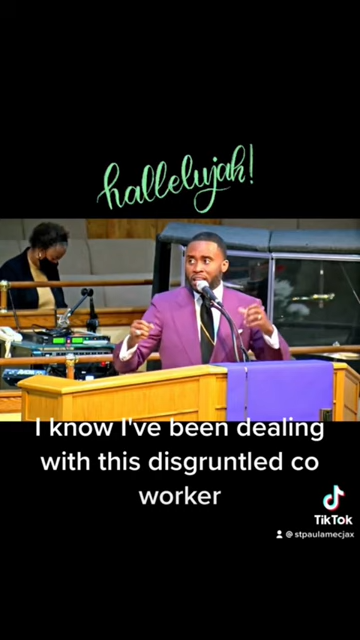 hallelujah!
I know I've been dealing
with this disgruntled co
worker
TikTok
@ stpaulamecjax